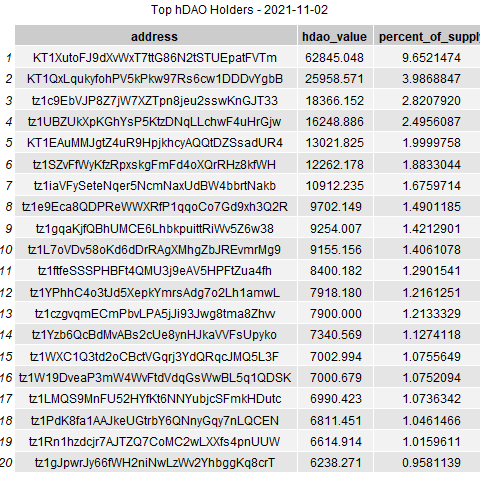 Top hDAO Holders - 2021-11-02
address hdao_value percent_of_supply
1 KT1XutoFJ9dXvWxT7ttG86N2tSTUEpatFVTm 62845.048 9.6521474
2 KT1QxLqukyfohPV5kPkw97Rs6cw1DDDvYgbB 25958.571 3.9868847
3 tz1c9EbVJP8Z7jW7XZTpn8jeu2sswKnGJT33 18366.152 2.8207920
4 tz1UBZUkXpKGhYsP5KtzDNqLLchwF4uHrGjw 16248.886 2.4956087
5 KT1EAuMMJgtZ4uR9HpjkhcyAQQtDZSsadUR4 13021.825 1.9999758
6 tz1SZvFfWyKfzRpxskgFmFd4oXQrRHz8kfWH 12262.178 1.8833044
7 tz1iaVFySeteNqer5NcmNaxUdBW4bbrtNakb 10912.235 1.6759714
8 tz1e9Eca8QDPReWWXRfP1qqoCo7Gd9xh3Q2R 9702.149 1.4901185
9 tz1gqaKjfQBhUMCE6LhbkpuittRiWv5Z6w38 9254.007 1.4212901
10 tz1L7oVDv58oKd6dDrRAgXMhgZbJREvmrMg9 9155.156 1.4061078
11 tz1ftfeSSSPHBFt4QMU3j9eAV5HPFtZua4fh 8400.182 1.2901541
12 tz1YPhhC4o3tJd5XepkYmrsAdg7o2Lh1amwL 7918.180 1.2161251
13 tz1czgvqmECmPbvLPA5jJi93Jwg8tma8Zhvv 7900.000 1.2133329
14 tz1Yzb6QcBdMvABs2cUe8ynHJkaVVFsUpyko 7340.569 1.1274118
15 tz1WXC1Q3td2oCBctVGqrj3YdQRqcJMQ5L3F 7002.994 1.0755649
16 tz1W19DveaP3mW4WvFtdVdqGsWwBL5q1QDSK 7000.679 1.0752094
17 tz1LMQS9MnFU52HYfKt6NNYubjcSFmkHDutc 6990.423 1.0736342
18 tz1PdK8fa1AAJkeUGtrbY6QNnyGqy7nLQCEN 6811.451 1.0461466
19 tz1Rn1hzdcjr7AJTZQ7CoMC2wLXXfs4pnUUW 6614.914 1.0159611
20 tz1gJpwrJy66fWH2niNwLzWv2YhbggKq8crT 6238.271 0.9581139